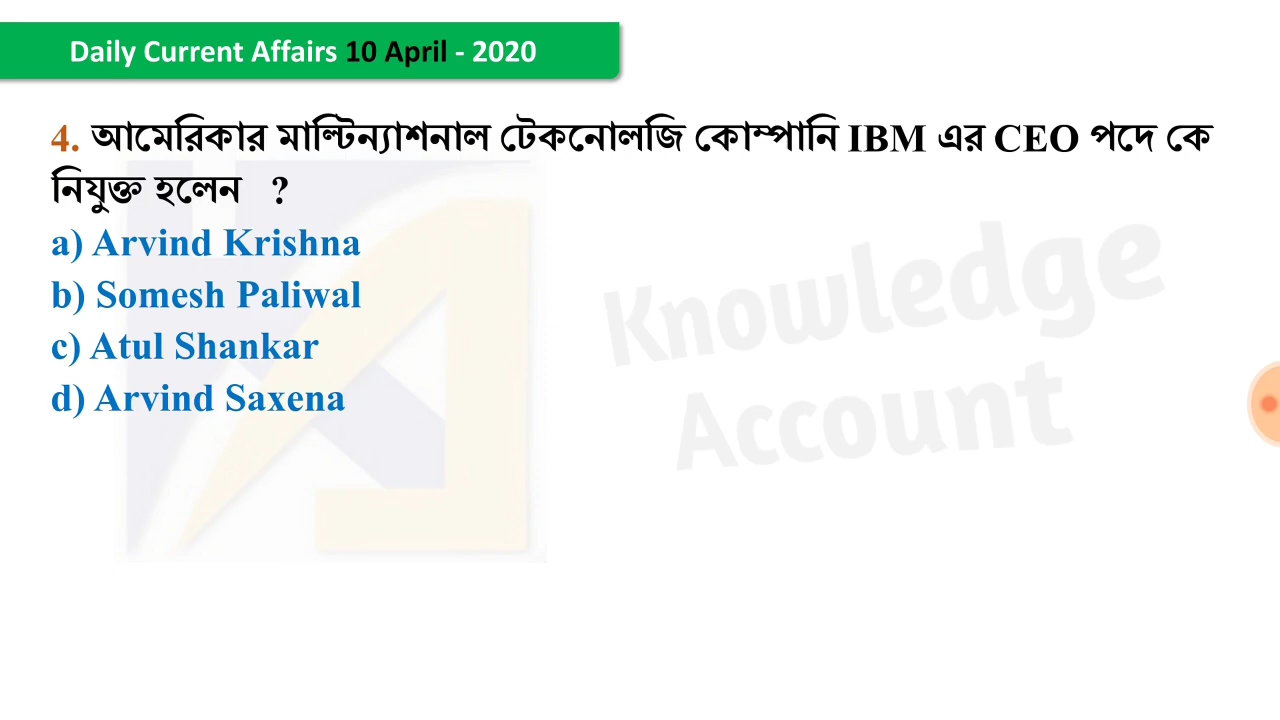 Daily Current Affairs 10 April - 2020
4. আমেরিকার মাল্টিন্যাশনাল টেকনোলজি কোম্পানি IBM এর CEO পদে কে
নিযুক্ত হলেন ?
a) Arvind Krishna
b) Somesh Paliwal
c) Atul Shankar
d) Arvind Saxena
Knowledge
Account